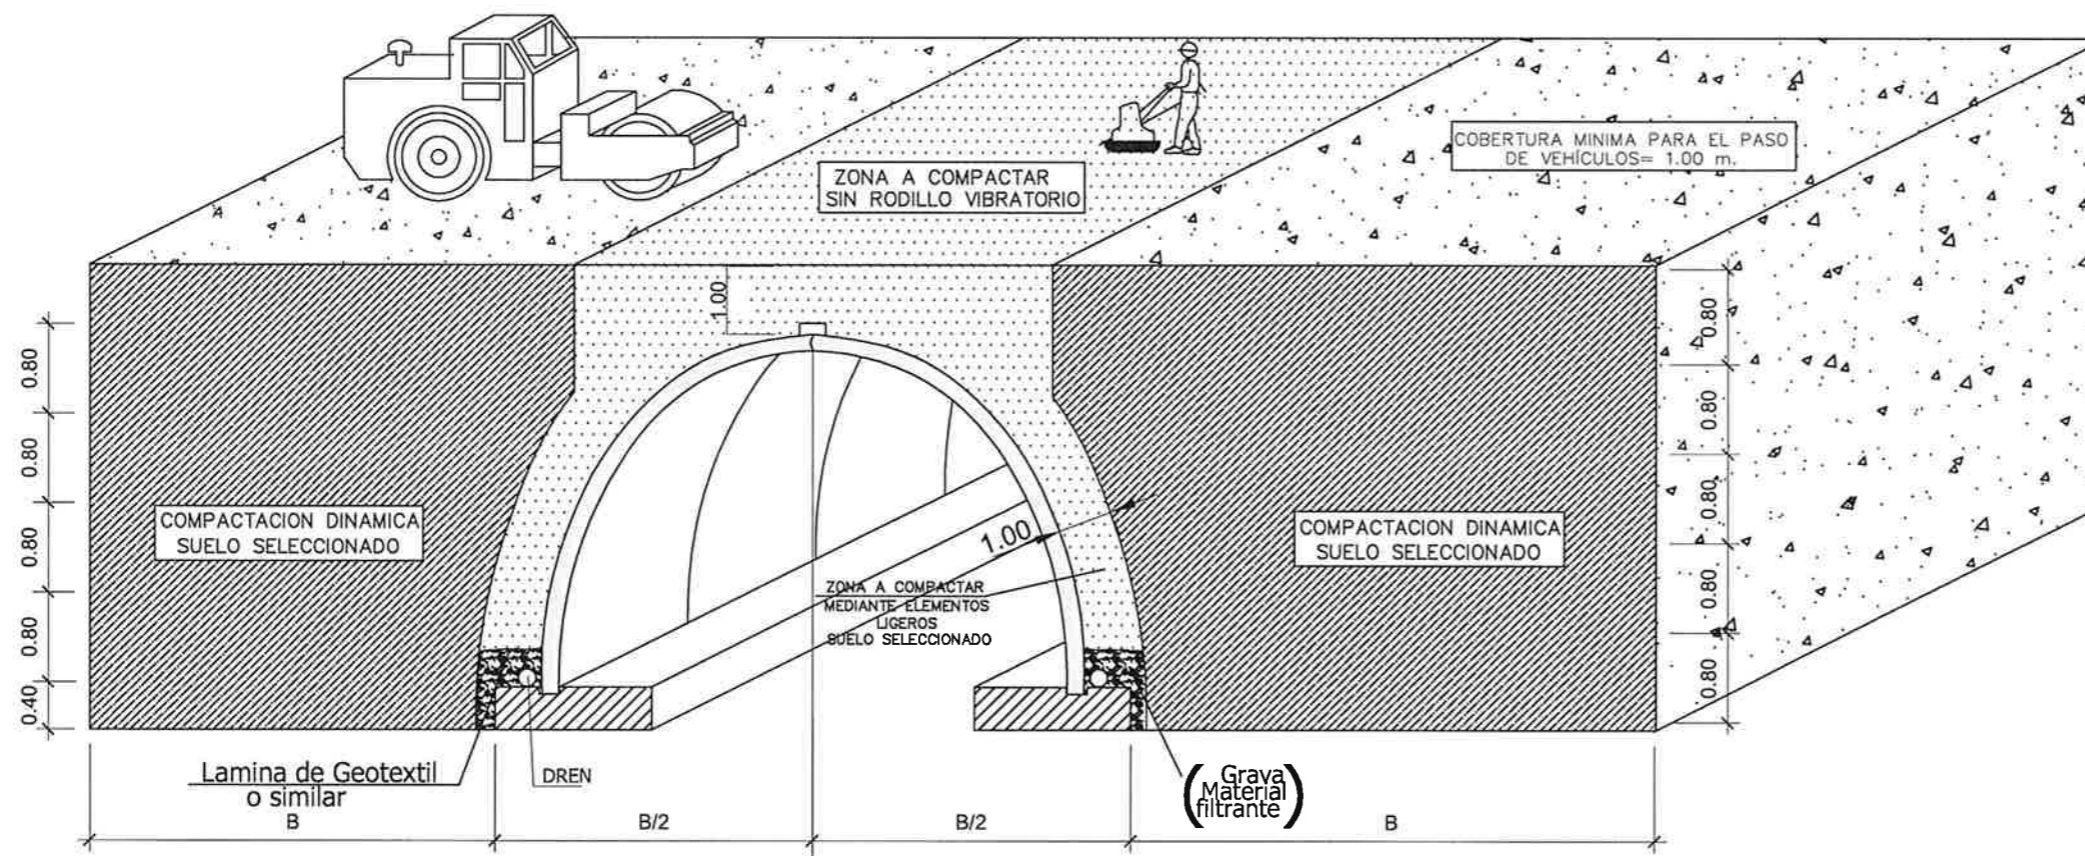 COBERTURA MINIMA PARA EL PASO
DE VEHÍCULOS= 1.00 m.
ZONA A COMPACTAR
SIN RODILLO VIBRATORIO
1.00
0.80
0.80
0.80
0.80
0.40
COMPACTACION DINAMICA
SUELO SELECCIONADO
1.00
ZONA A COMPACTAR
MEDIANTE ELEMENTOS
LIGEROS
SUELO SELECCIONADO
COMPACTACION DINAMICA
SUELO SELECCIONADO
0.80
0.80
0.80
0.80
0.80
Lamina de Geotextil
o similar
DREN
(Grava
Material
filtrante)
B
B/2
B/2
B